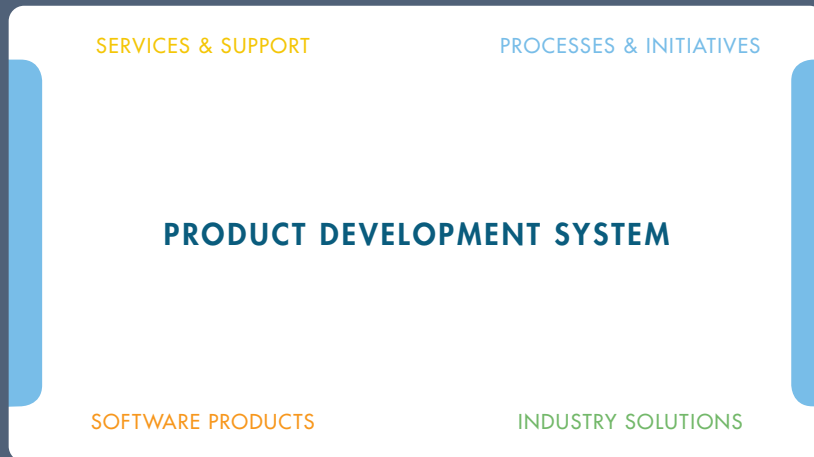 SERVICES & SUPPORT
PROCESSES & INITIATIVES
PRODUCT DEVELOPMENT SYSTEM
SOFTWARE PRODUCTS
INDUSTRY SOLUTIONS